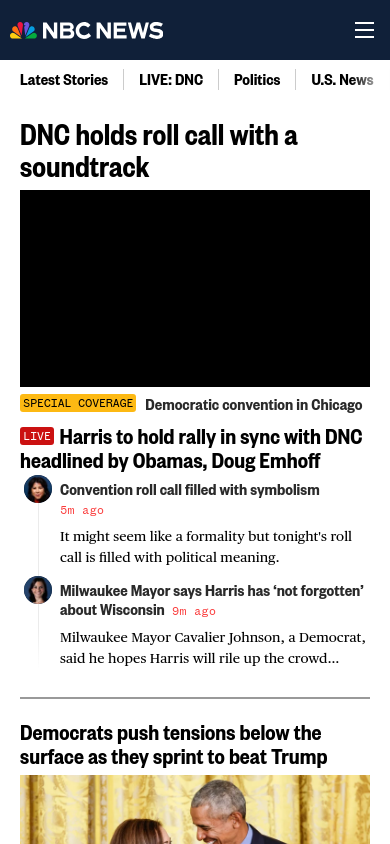 NBC NEWS
Latest Stories
LIVE: DNC
Politics
U.S. News
DNC holds roll call with a
soundtrack
SPECIAL COVERAGE Democratic convention in Chicago
LIVE Harris to hold rally in sync with DNC
headlined by Obamas, Doug Emhoff
Convention roll call filled with symbolism
5m ago
It might seem like a formality but tonight's roll
call is filled with political meaning.
Milwaukee Mayor says Harris has ‘not forgotten’
about Wisconsin 9m ago
Milwaukee Mayor Cavalier Johnson, a Democrat,
said he hopes Harris will rile up the crowd...
Democrats push tensions below the
surface as they sprint to beat Trump